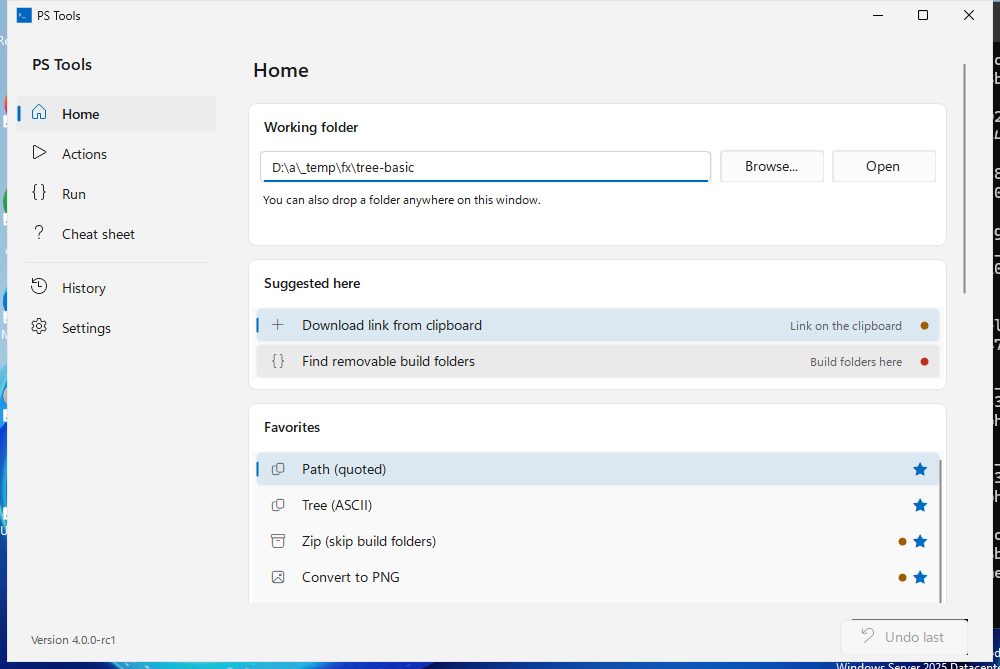 PS Tools
PS Tools
Home
Actions
Run
Cheat sheet
History
Settings
Version 4.0.0-rc1
Home
Working folder
D:\a\_temp\fx\tree-basic
Browse...
Open
You can also drop a folder anywhere on this window.
Suggested here
Download link from clipboard
Link on the clipboard
Find removable build folders
Build folders here
Favorites
Path (quoted)
Tree (ASCII)
Zip (skip build folders)
Convert to PNG
Undo last
Windows Server 2025 Datacent